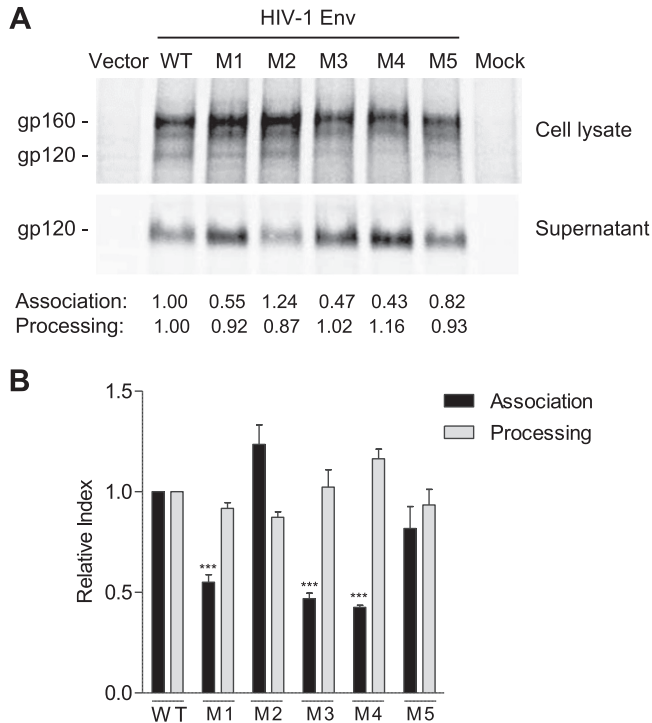 A
HIV-1 Env
Vector WT M1 M2 M3 M4 M5 Mock
gp160 -
gp120 -
Cell lysate
gp120 -
Supernatant
Association: 1.00 0.55 1.24 0.47 0.43 0.82
Processing: 1.00 0.92 0.87 1.02 1.16 0.93
B
Relative Index
1.5
1.0
0.5
0.0
Association
Processing
***
***
***
WT M1 M2 M3 M4 M5